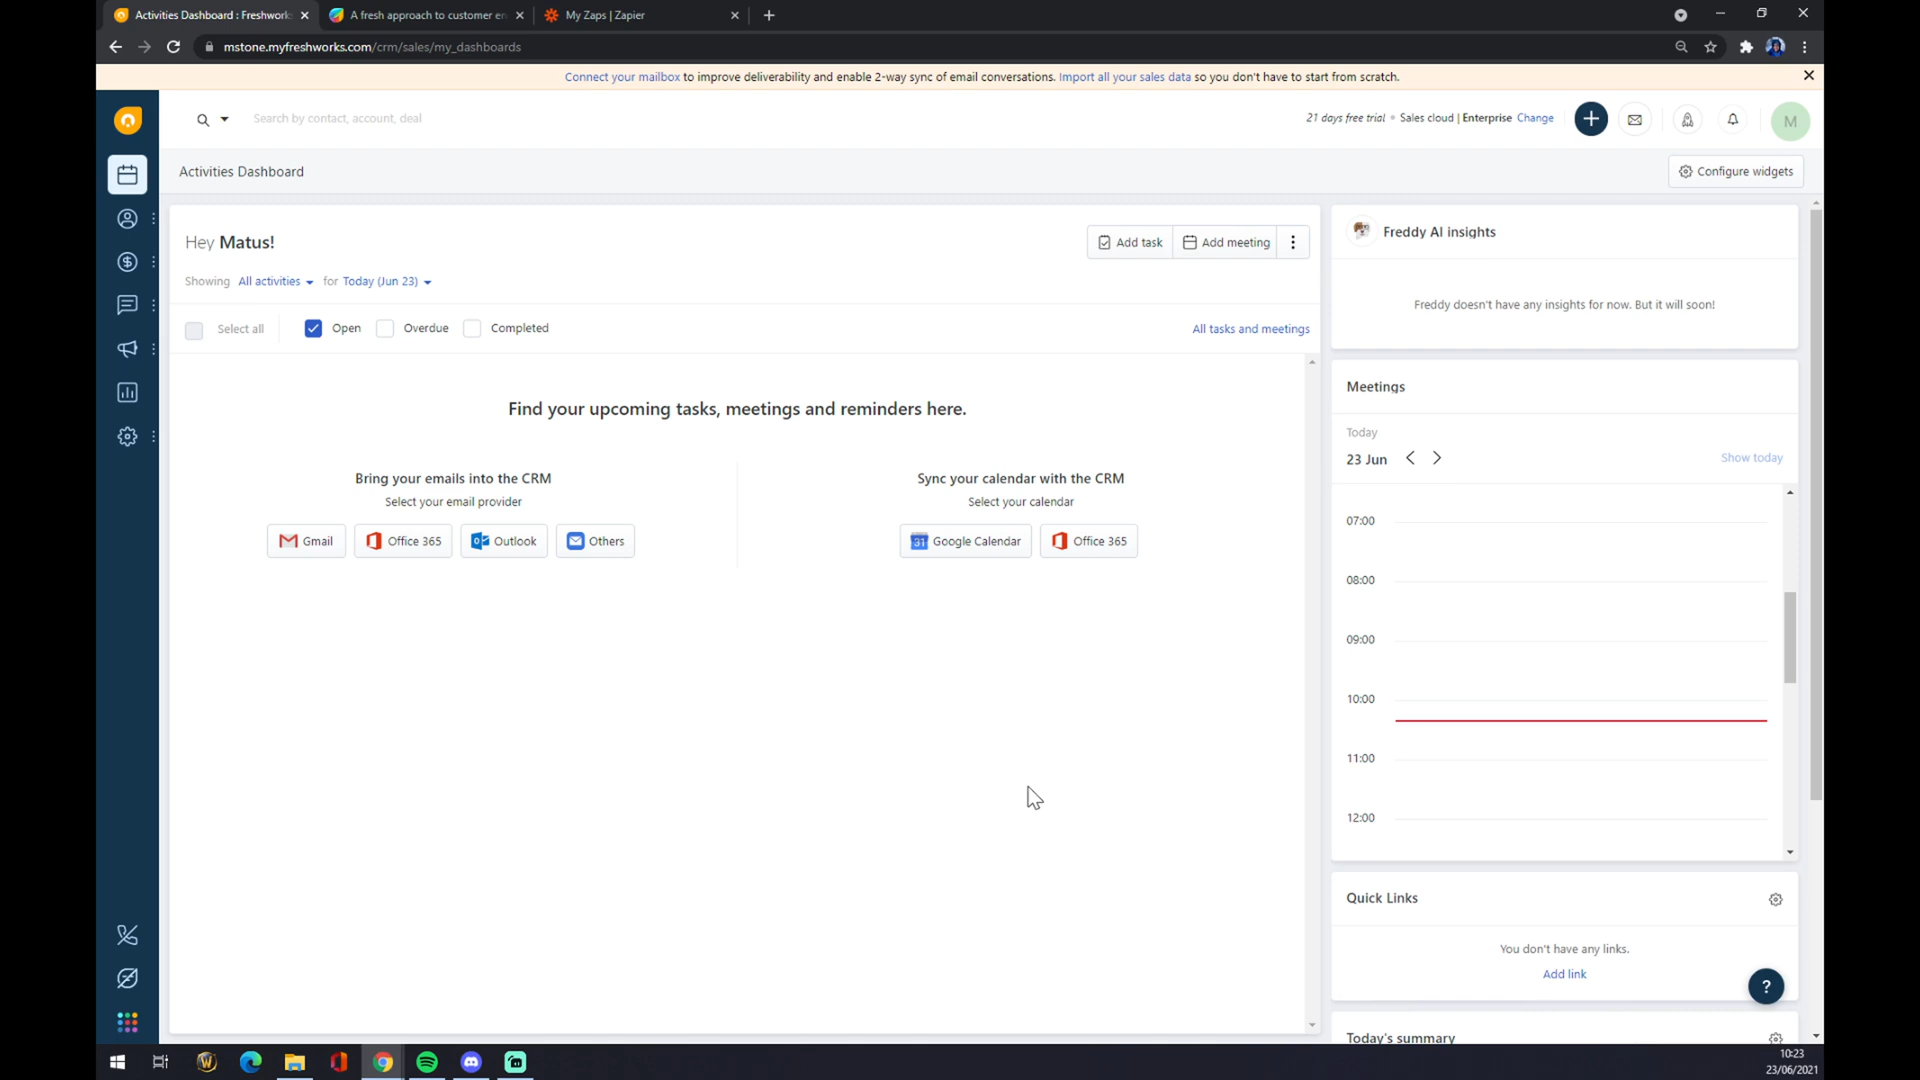 Activities Dashboard : Freshwork
A fresh approach to customer en
My Zaps | Zapier
mstone.myfreshworks.com/crm/sales/my_dashboards
Connect your mailbox to improve deliverability and enable 2-way sync of email conversations. Import all your sales data so you don't have to start from scratch.
Search by contact, account, deal
21 days free trial • Sales cloud | Enterprise Change
M
Activities Dashboard
Configure widgets
Hey Matus!
Add task
Add meeting
Showing All activities for Today (Jun 23)
Select all
Open
Overdue
Completed
All tasks and meetings
Find your upcoming tasks, meetings and reminders here.
Bring your emails into the CRM
Select your email provider
Gmail
Office 365
Outlook
Others
Sync your calendar with the CRM
Select your calendar
31 Google Calendar
Office 365
Freddy AI insights
Freddy doesn't have any insights for now. But it will soon!
Meetings
Today
23 Jun
Show today
07:00
08:00
09:00
10:00
11:00
12:00
Quick Links
You don't have any links.
Add link
?
Today's summary
10:23
23/06/2021